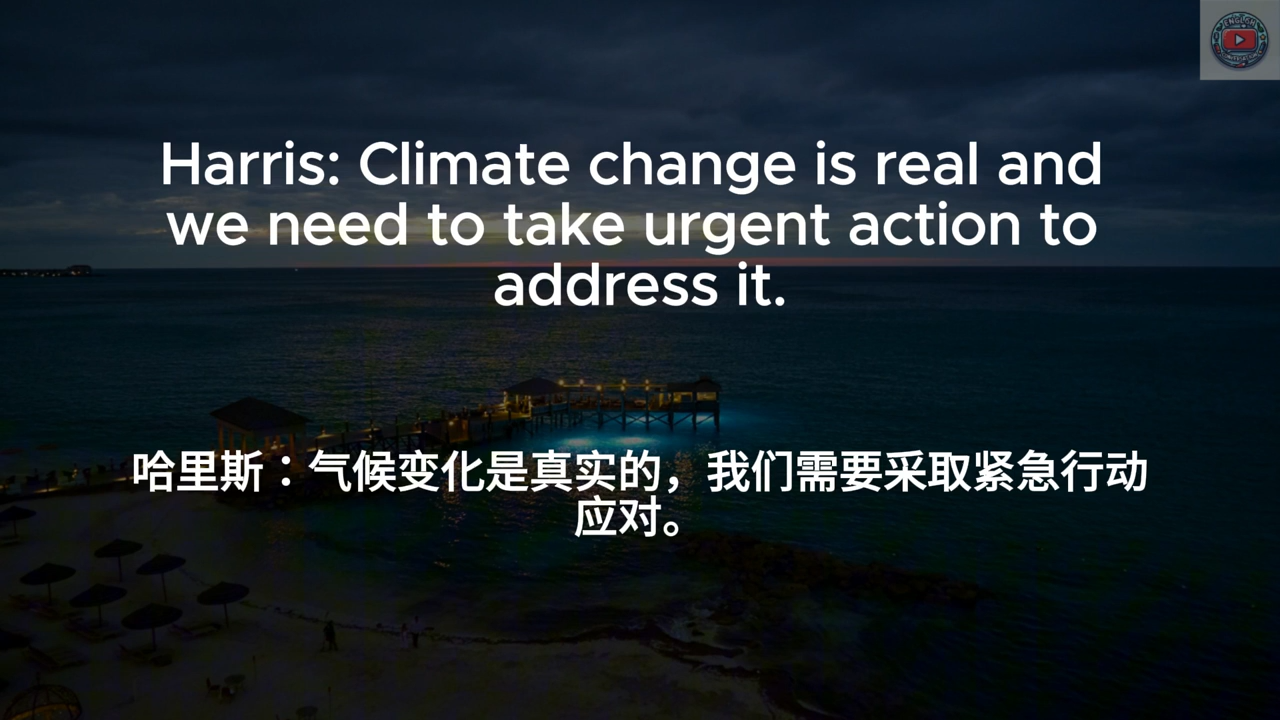 Harris: Climate change is real and
we need to take urgent action to
address it.
哈里斯：气候变化是真实的，我们需要采取紧急行动
应对。